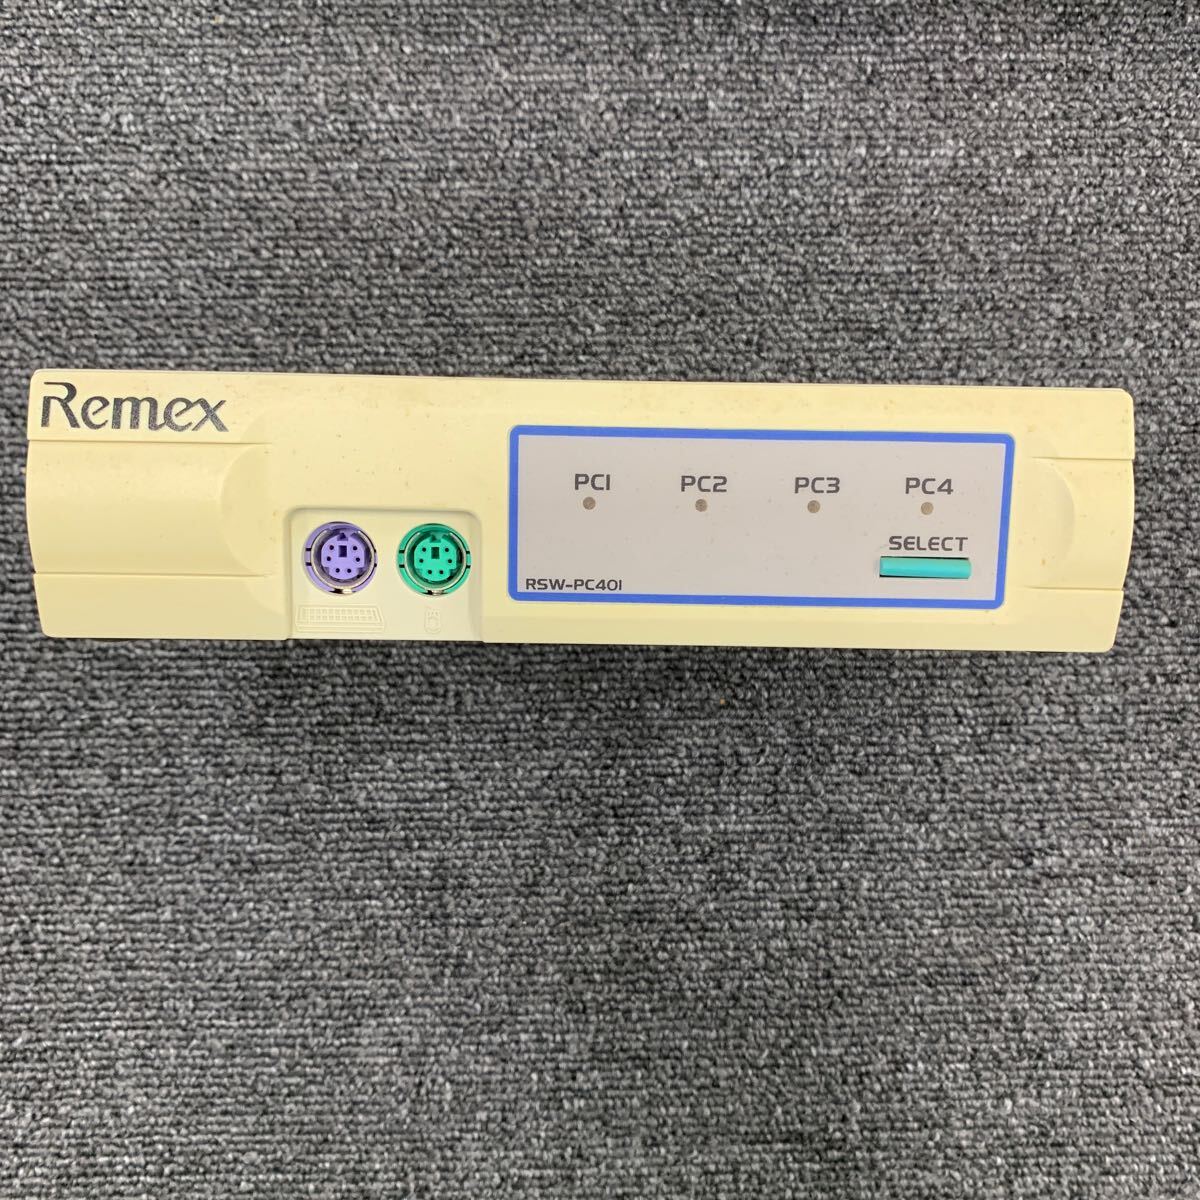 Remex
PC1 PC2 PC3 PC4
SELECT
RSW-PC401